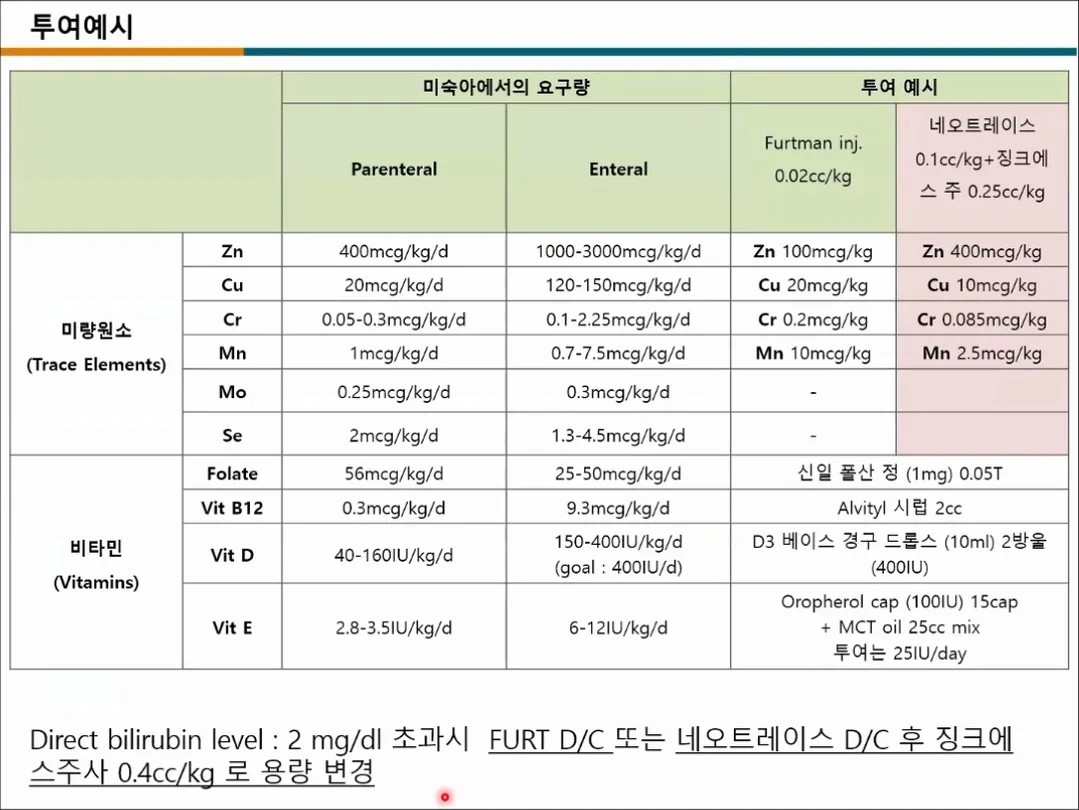 투여예시
미숙아에서의 요구량
투여 예시
Parenteral
Enteral
Furtman inj.
0.02cc/kg
네오트레이스
0.1cc/kg+징크에
스 주 0.25cc/kg
미량원소
(Trace Elements)
Zn 400mcg/kg/d 1000-3000mcg/kg/d Zn 100mcg/kg Zn 400mcg/kg
Cu 20mcg/kg/d 120-150mcg/kg/d Cu 20mcg/kg Cu 10mcg/kg
Cr 0.05-0.3mcg/kg/d 0.1-2.25mcg/kg/d Cr 0.2mcg/kg Cr 0.085mcg/kg
Mn 1mcg/kg/d 0.7-7.5mcg/kg/d Mn 10mcg/kg Mn 2.5mcg/kg
Mo 0.25mcg/kg/d 0.3mcg/kg/d -
Se 2mcg/kg/d 1.3-4.5mcg/kg/d -
비타민
(Vitamins)
Folate 56mcg/kg/d 25-50mcg/kg/d 신일 폴산 정 (1mg) 0.05T
Vit B12 0.3mcg/kg/d 9.3mcg/kg/d Alvityl 시럽 2cc
Vit D 40-160IU/kg/d
150-400IU/kg/d
(goal : 400IU/d)
D3 베이스 경구 드롭스 (10ml) 2방울
(400IU)
Vit E 2.8-3.5IU/kg/d 6-12IU/kg/d
Oropherol cap (100IU) 15cap
+ MCT oil 25cc mix
투여는 25IU/day
Direct bilirubin level : 2 mg/dl 초과시 FURT D/C 또는 네오트레이스 D/C 후 징크에
스주사 0.4cc/kg 로 용량 변경